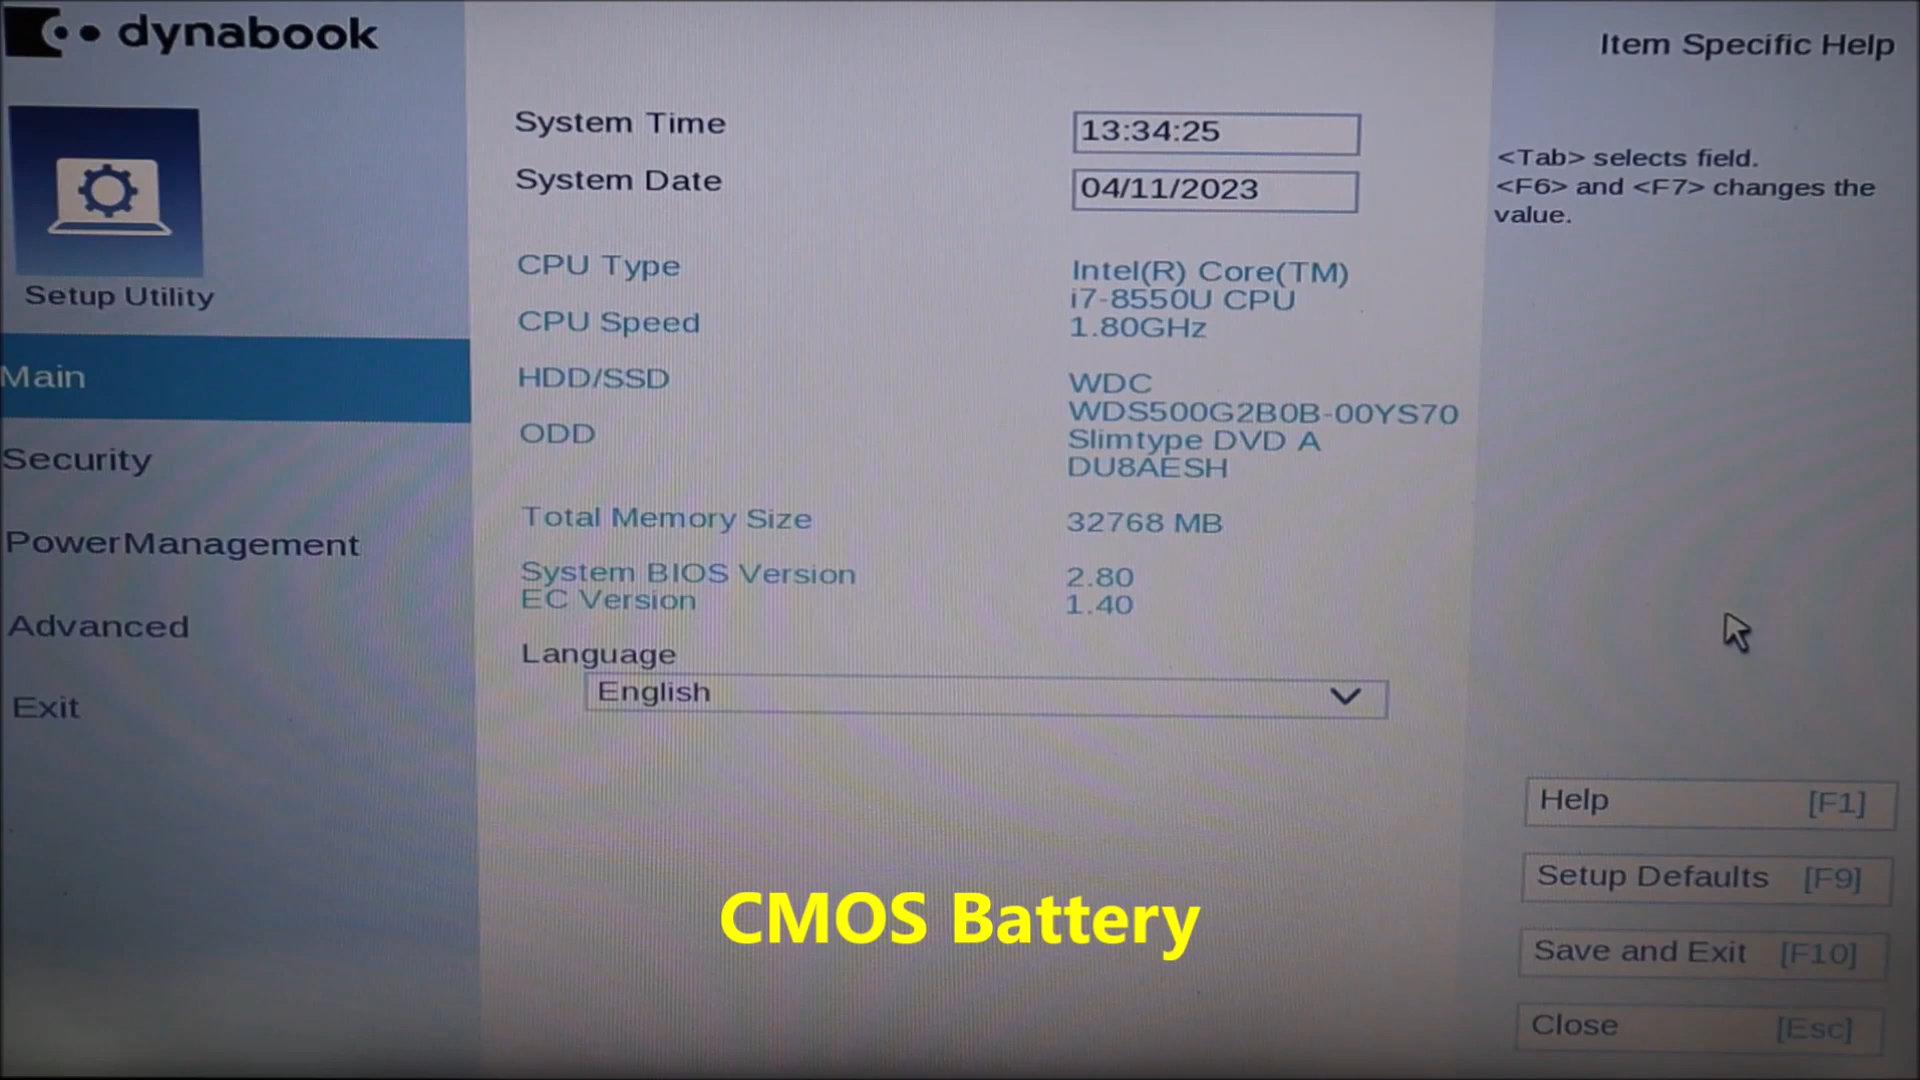 dynabook
Item Specific Help
System Time 13:34:25
System Date 04/11/2023
<Tab> selects field.
<F6> and <F7> changes the
value.
Setup Utility
CPU Type Intel(R) Core(TM)
i7-8550U CPU
CPU Speed 1.80GHz
Main
HDD/SSD WDC
WDS500G2B0B-00YS70
ODD Slimtype DVD A
DU8AESH
Security
Total Memory Size 32768 MB
PowerManagement
System BIOS Version 2.80
EC Version 1.40
Advanced
Language
English
Exit
Help [F1]
Setup Defaults [F9]
CMOS Battery
Save and Exit [F10]
Close [Esc]